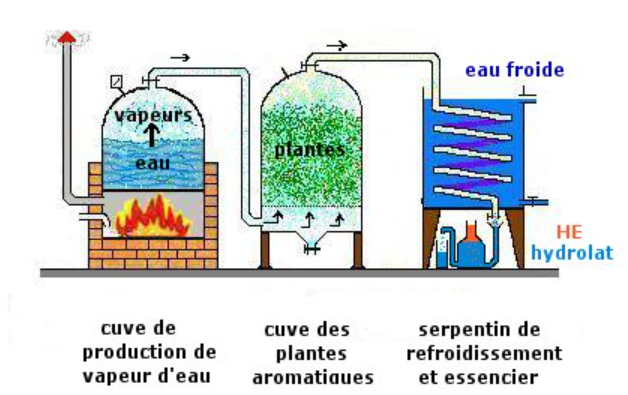 eau froide
vapeurs
eau
plantes
HE
hydrolat
cuve de
production de
vapeur d'eau
cuve des
plantes
aromatiques
serpentin de
refroidissement
et essencier